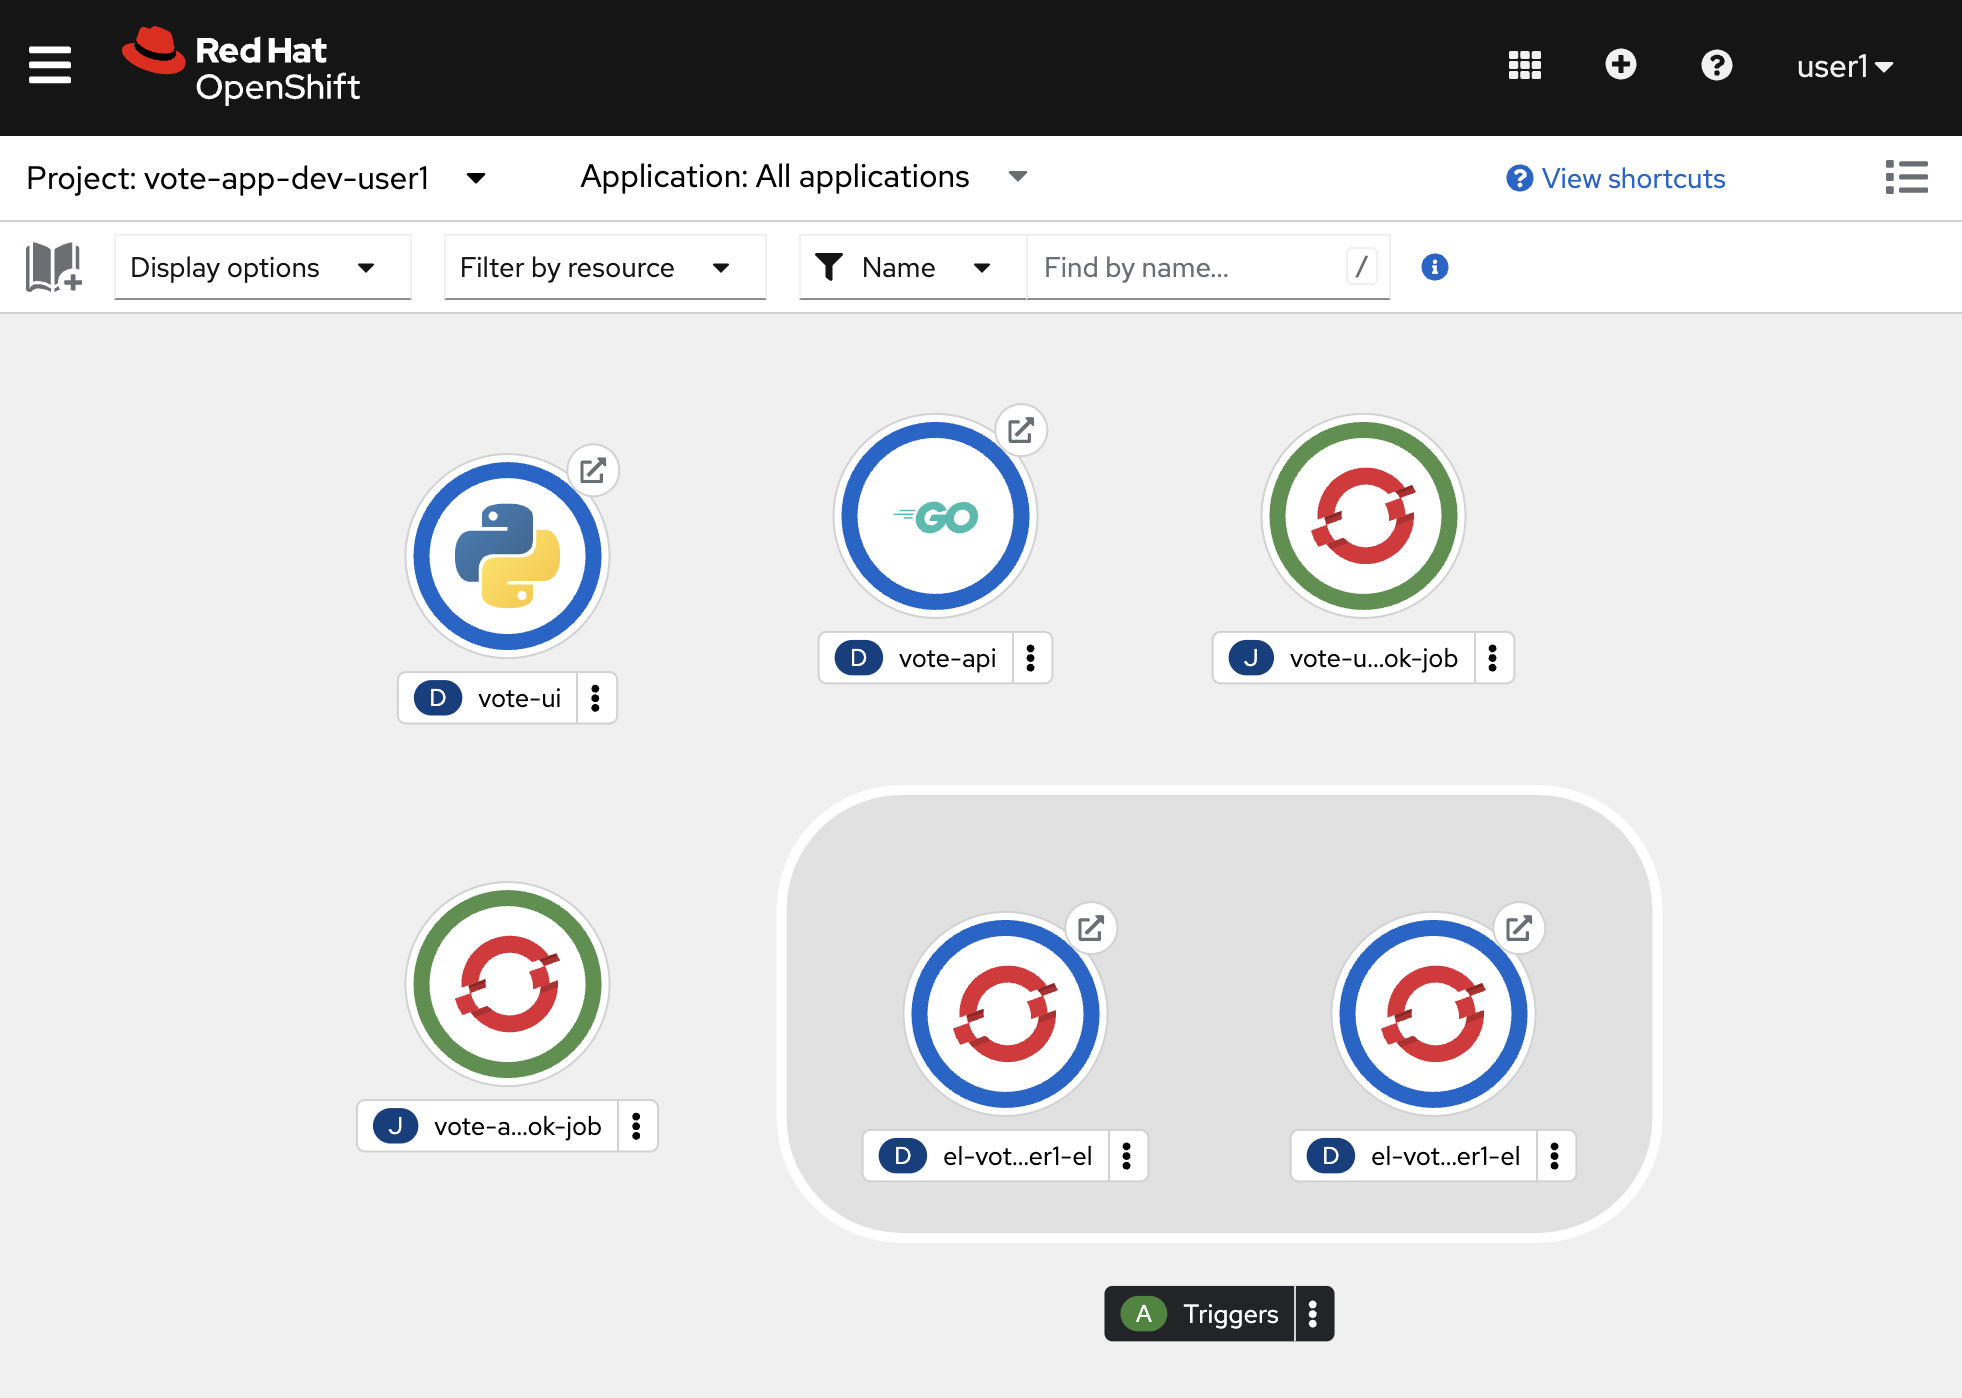 Red Hat
OpenShift
user1
Project: vote-app-dev-user1
Application: All applications
View shortcuts
Display options
Filter by resource
Name
Find by name...
/
GO
D vote-ui
D vote-api
J vote-u...ok-job
J vote-a...ok-job
D el-vot...er1-el
D el-vot...er1-el
A Triggers